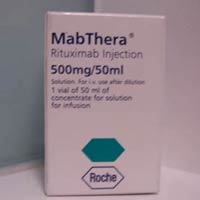 MabThera®
Rituximab Injection
500mg/50ml
Solution. For i.v. use after dilution
1 vial of 50 ml of
concentrate for solution
for infusion
Roche